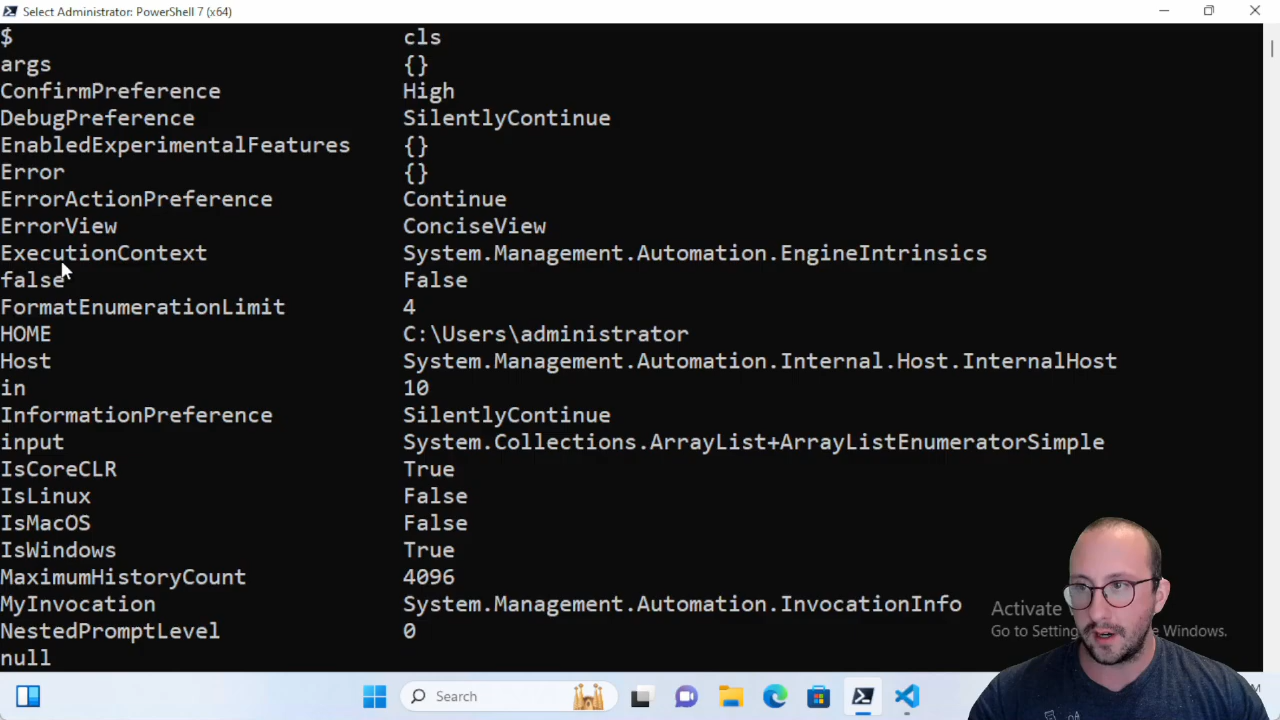 Select Administrator: PowerShell 7 (x64)
$ cls
args {}
ConfirmPreference High
DebugPreference SilentlyContinue
EnabledExperimentalFeatures {}
Error {}
ErrorActionPreference Continue
ErrorView ConciseView
ExecutionContext System.Management.Automation.EngineIntrinsics
false False
FormatEnumerationLimit 4
HOME C:\Users\administrator
Host System.Management.Automation.Internal.Host.InternalHost
in 10
InformationPreference SilentlyContinue
input System.Collections.ArrayList+ArrayListEnumeratorSimple
IsCoreCLR True
IsLinux False
IsMacOS False
IsWindows True
MaximumHistoryCount 4096
MyInvocation System.Management.Automation.InvocationInfo
NestedPromptLevel 0
null
Activate
Go to Setting Windows.
Search